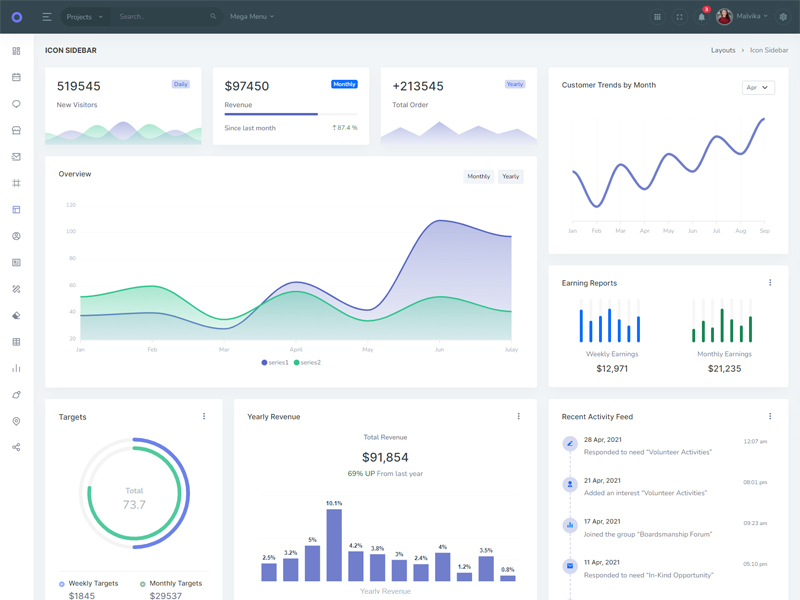 Projects
Search...
Mega Menu
3
Malvika
ICON SIDEBAR
Layouts > Icon Sidebar
519545
Daily
New Visitors
$97450
Monthly
Revenue
Since last month
↑ 87.4 %
+213545
Yearly
Total Order
Customer Trends by Month
Apr
Jan Feb Mar Apr May Jun Jul Aug Sep
Overview
Monthly Yearly
120
100
80
60
40
20
Jan Feb Mar April May Jun July
series1 series2
Earning Reports
Weekly Earnings
$12,971
Monthly Earnings
$21,235
Targets
Total
73.7
Weekly Targets
$1845
Monthly Targets
$29537
Yearly Revenue
Total Revenue
$91,854
69% UP From last year
2.5% 3.2% 5% 10.1% 4.2% 3.8% 3% 2.4% 4% 1.2% 3.5% 0.8%
Yearly Revenue
Recent Activity Feed
28 Apr, 2021
12:07 am
Responded to need “Volunteer Activities”
21 Apr, 2021
08:01 pm
Added an interest “Volunteer Activities”
17 Apr, 2021
09:23 am
Joined the group “Boardsmanship Forum”
11 Apr, 2021
05:10 pm
Responded to need “In-Kind Opportunity”